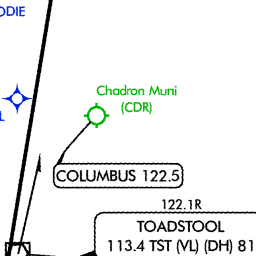 ODIE
Chadron Muni
(CDR)
L
COLUMBUS 122.5
122.1R
TOADSTOOL
113.4 TST (VL) (DH) 81